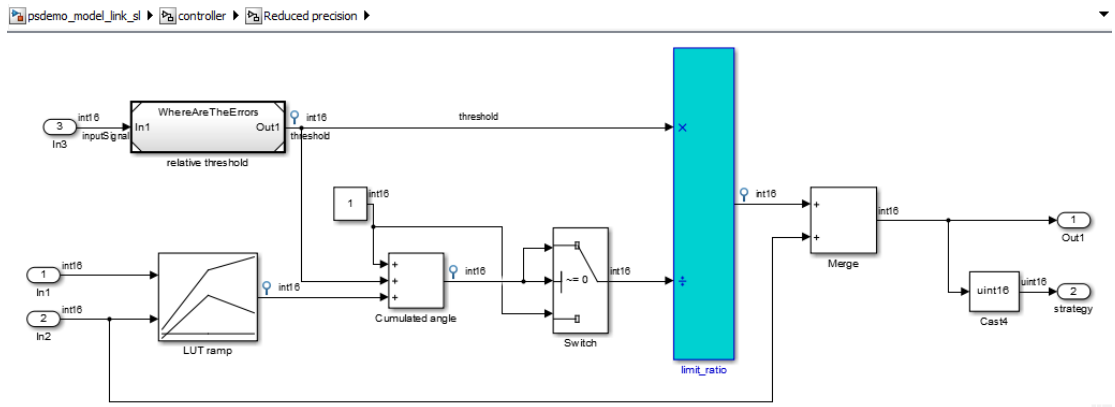 psdemo_model_link_sl ▶ controller ▶ Reduced precision ▶
WhereAreTheErrors
In1
Out1
relative threshold
3
In3
int16
inputSignal
int16
threshold
threshold
×
1
int16
1
In1
int16
2
In2
int16
LUT ramp
int16
+
+
+
Cumulated angle
int16
~= 0
Switch
int16
÷
limit_ratio
int16
+
+
Merge
int16
1
Out1
uint16
Cast4
uint16
2
strategy